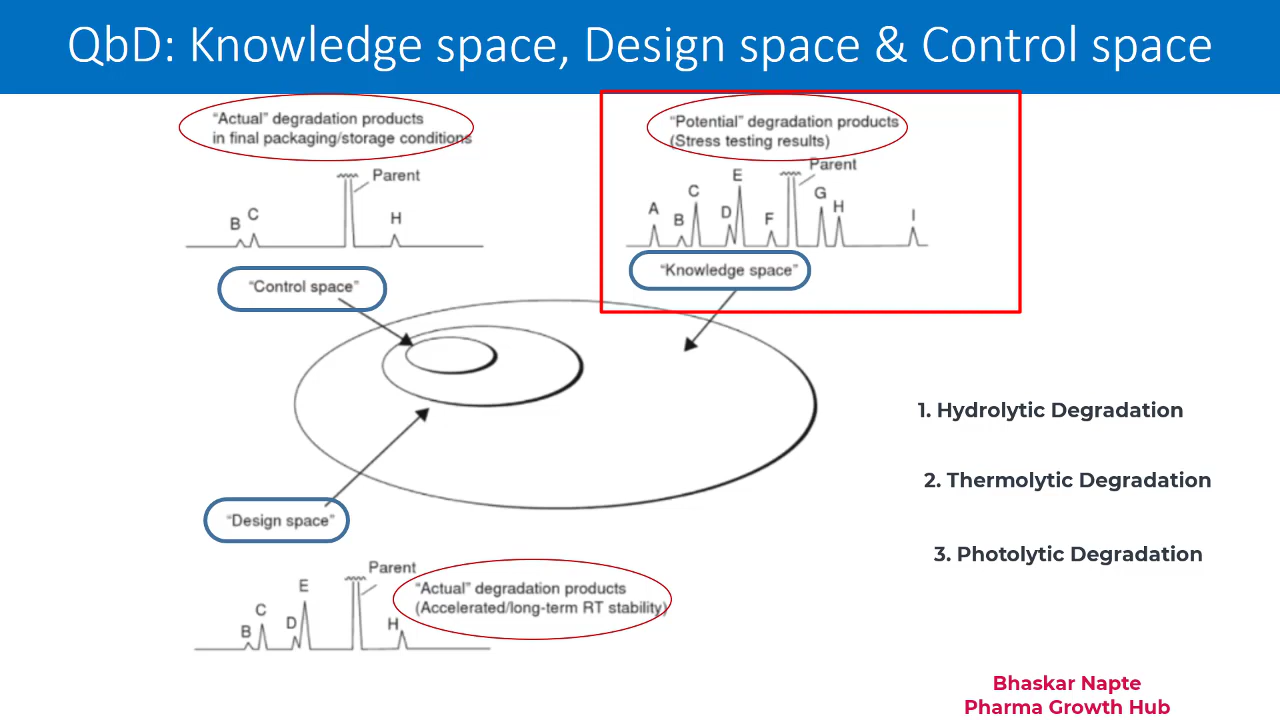 QbD: Knowledge space, Design space & Control space
“Actual” degradation products
in final packaging/storage conditions
Parent
B
C
H
“Control space”
“Potential” degradation products
(Stress testing results)
Parent
A
B
C
D
E
F
G
H
I
“Knowledge space”
“Design space”
Parent
B
C
D
E
H
“Actual” degradation products
(Accelerated/long-term RT stability)
1. Hydrolytic Degradation
2. Thermolytic Degradation
3. Photolytic Degradation
Bhaskar Napte
Pharma Growth Hub